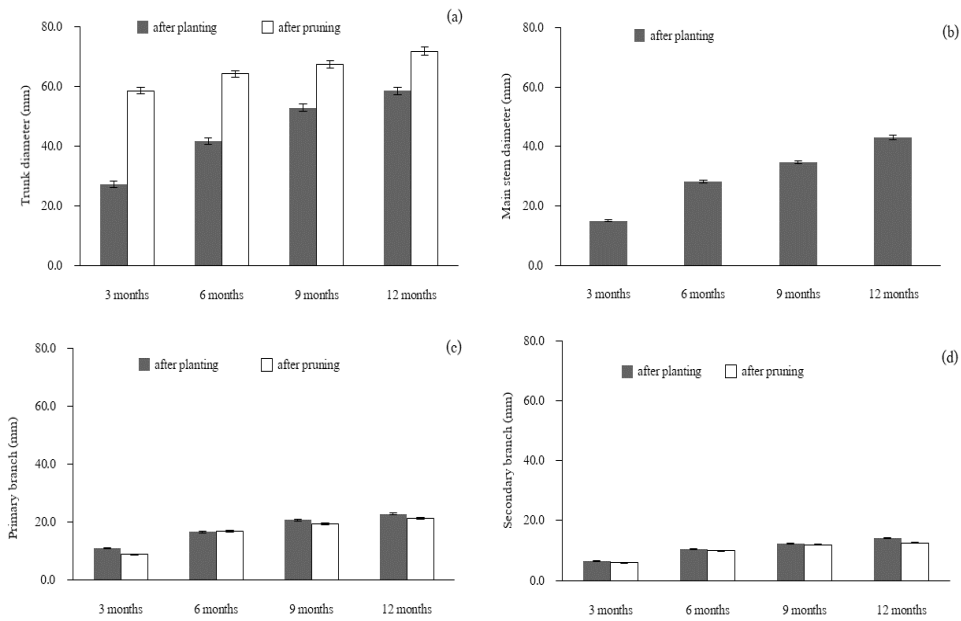 (a)
after planting
after pruning
Trunk diameter (mm)
80.0
60.0
40.0
20.0
0.0
3 months
6 months
9 months
12 months
(b)
after planting
Main stem daimeter (mm)
80.0
60.0
40.0
20.0
0.0
3 months
6 months
9 months
12 months
(c)
after planting
after pruning
Primary branch (mm)
80.0
60.0
40.0
20.0
0.0
3 months
6 months
9 months
12 months
(d)
after planting
after pruning
Secondary branch (mm)
80.0
60.0
40.0
20.0
0.0
3 months
6 months
9 months
12 months